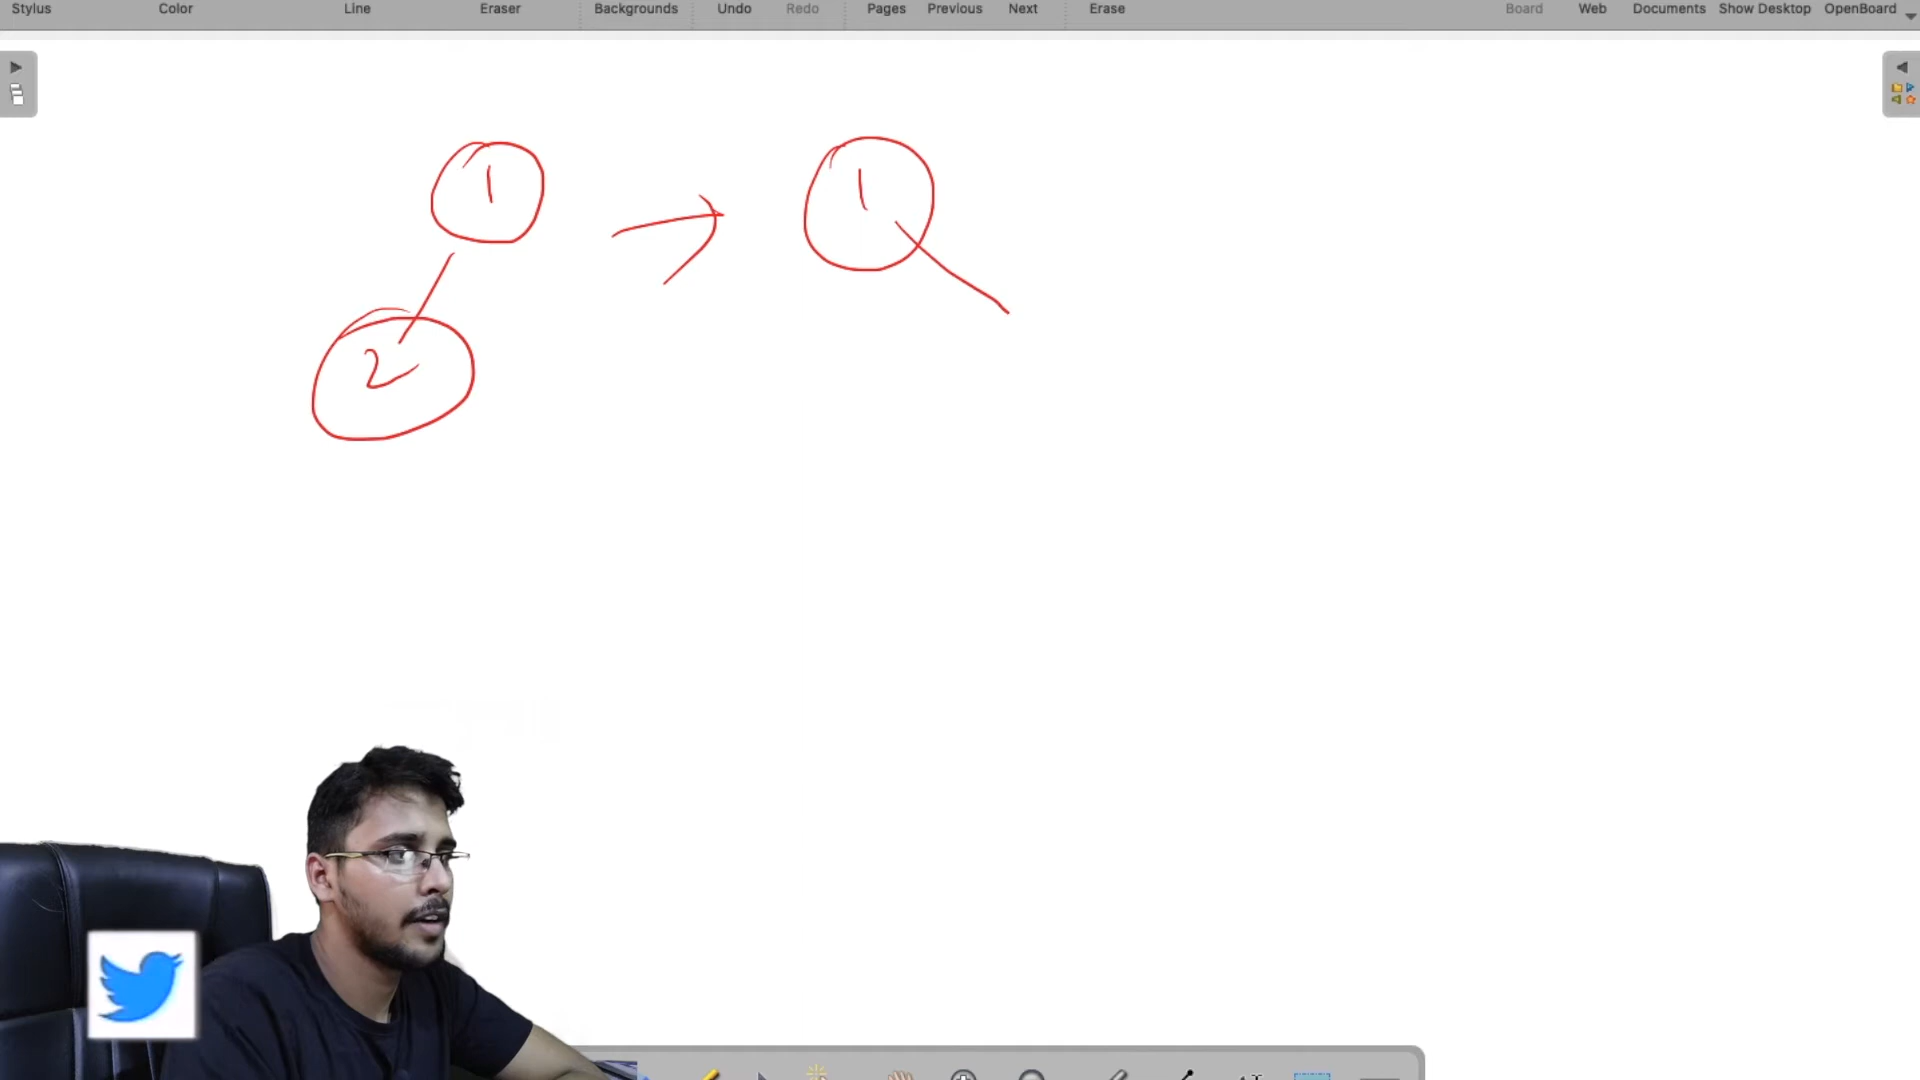 Stylus Color Line Eraser Backgrounds Undo Redo Pages Previous Next Erase Board Web Documents Show Desktop OpenBoard
1 1
2